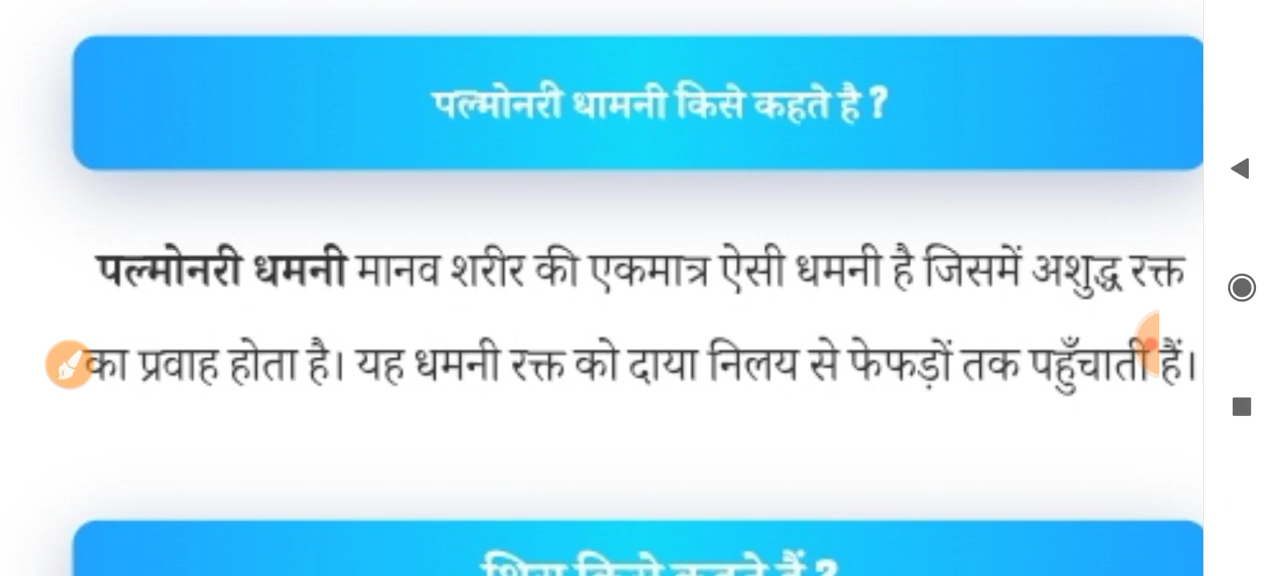 पल्मोनरी धामनी किसे कहते है ?
पल्मोनरी धमनी मानव शरीर की एकमात्र ऐसी धमनी है जिसमें अशुद्ध रक्त
का प्रवाह होता है। यह धमनी रक्त को दाया निलय से फेफड़ों तक पहुँचातीं हैं।
किसे कहते हैं ?